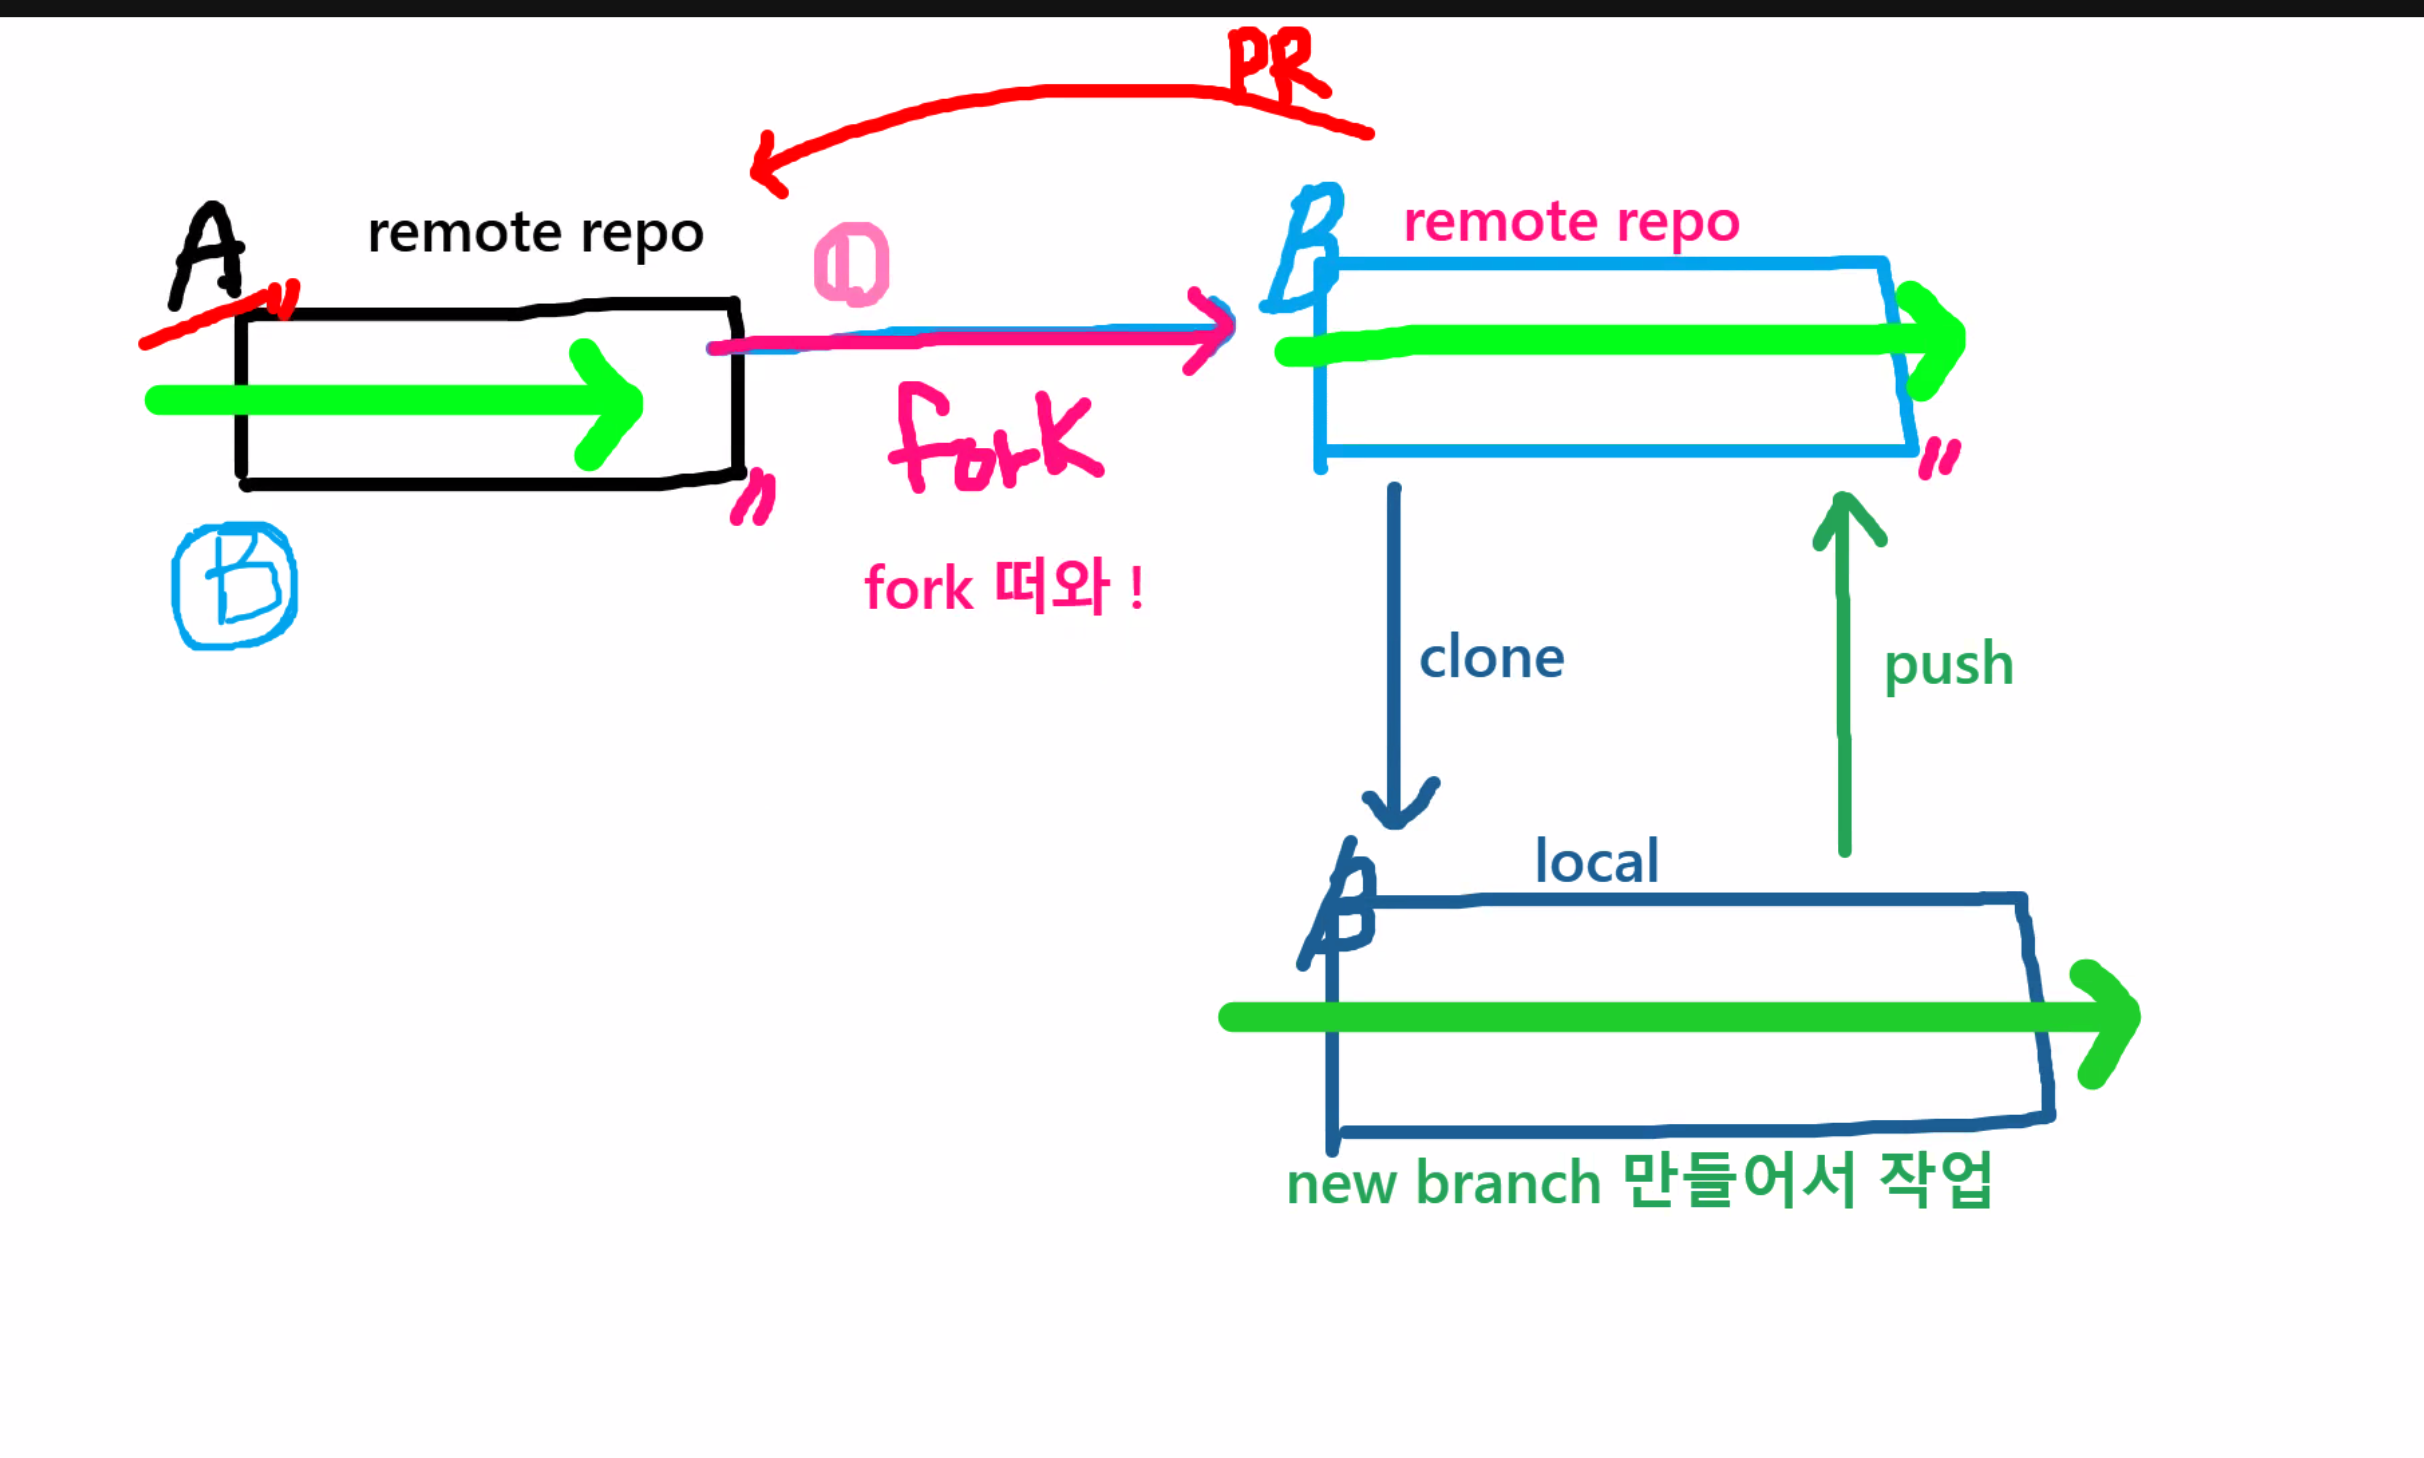 PR
A
remote repo
①
B
remote repo
fork
B
fork 떠와 !
clone
push
B
local
new branch 만들어서 작업